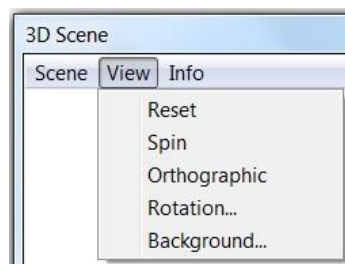 3D Scene
Scene View Info
Reset
Spin
Orthographic
Rotation...
Background...